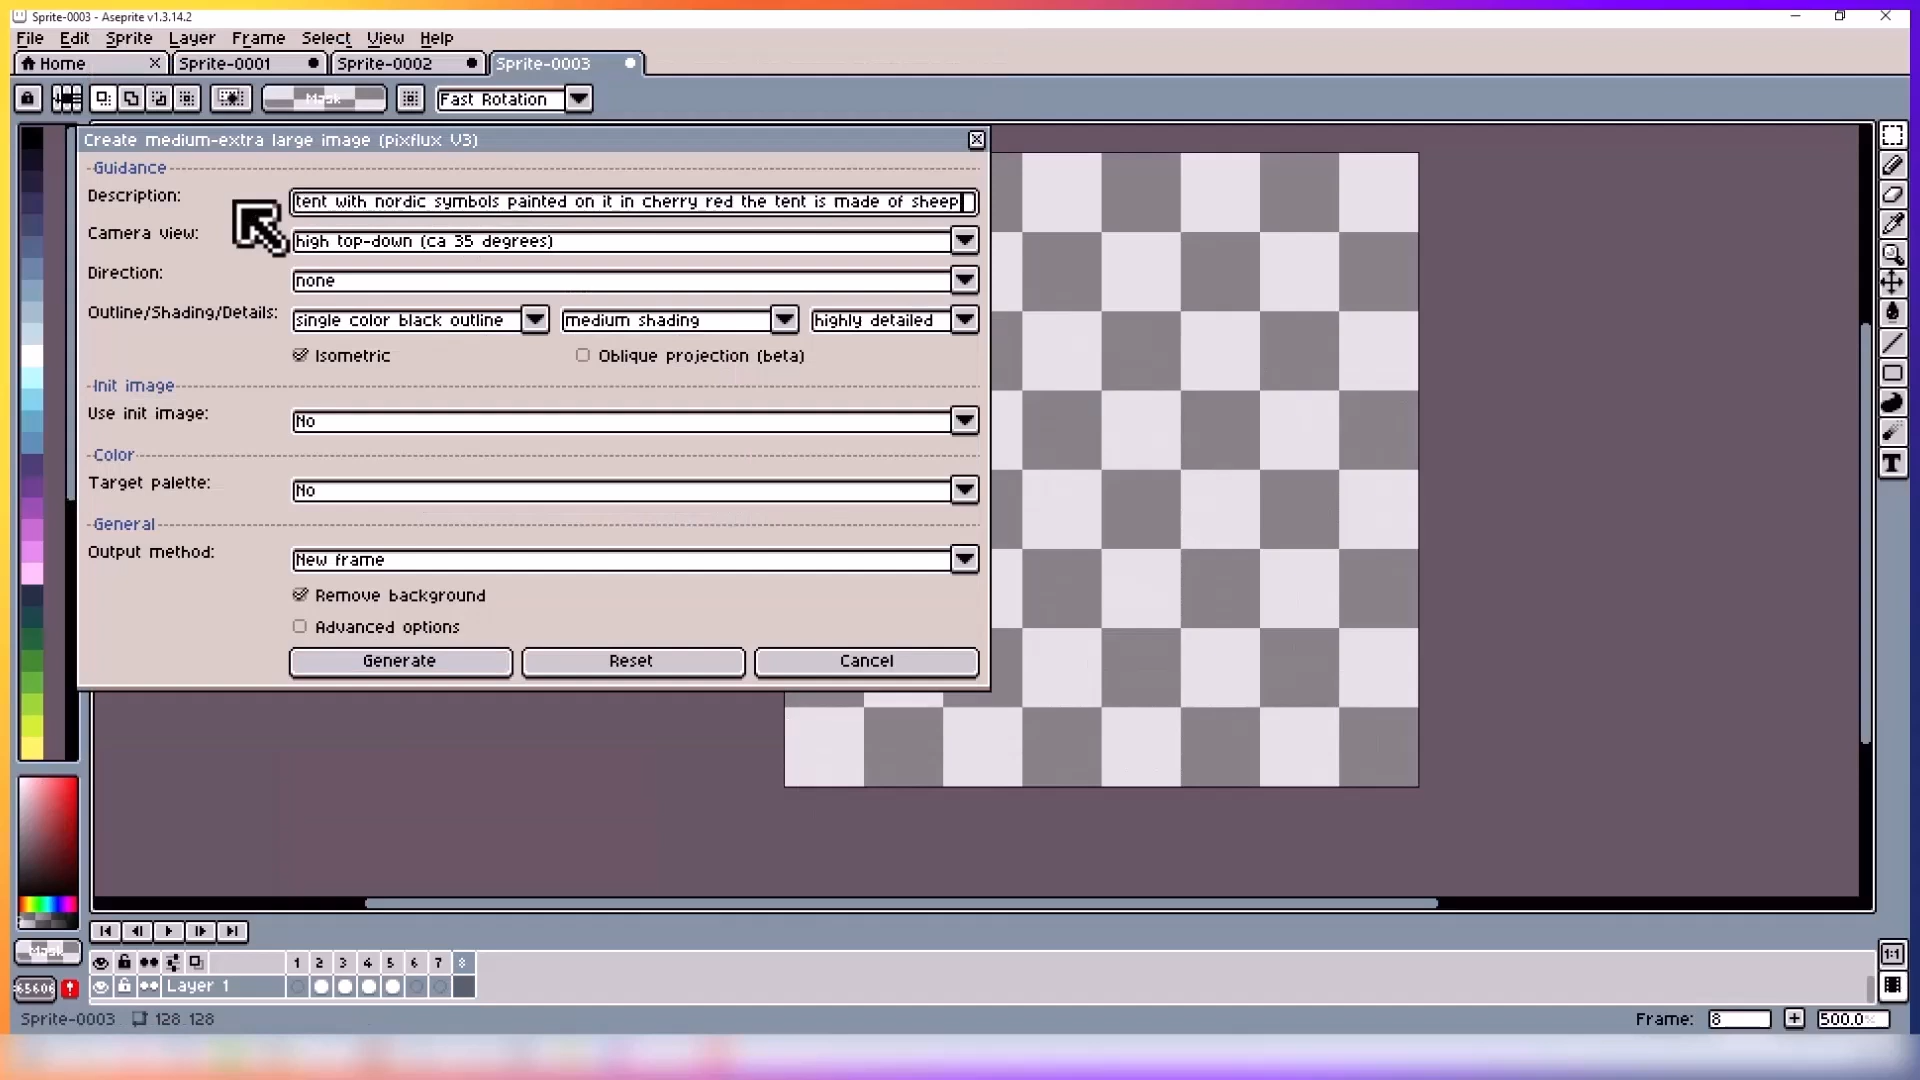 Sprite-0003 - Aseprite v1.3.14.2
File Edit Sprite Layer Frame Select View Help
Home Sprite-0001 Sprite-0002 Sprite-0003
Mask Fast Rotation
Create medium-extra large image (pixflux V3)
Guidance
Description: tent with nordic symbols painted on it in cherry red the tent is made of sheep
Camera view: high top-down (ca 35 degrees)
Direction: none
Outline/Shading/Details: single color black outline medium shading highly detailed
Isometric Oblique projection (beta)
Init image
Use init image: No
Color
Target palette: No
General
Output method: New frame
Remove background
Advanced options
Generate Reset Cancel
T
Mask
1 2 3 4 5 6 7 8
1:1
65606 Layer 1
Sprite-0003 128 128 Frame: 8 + 500.0%